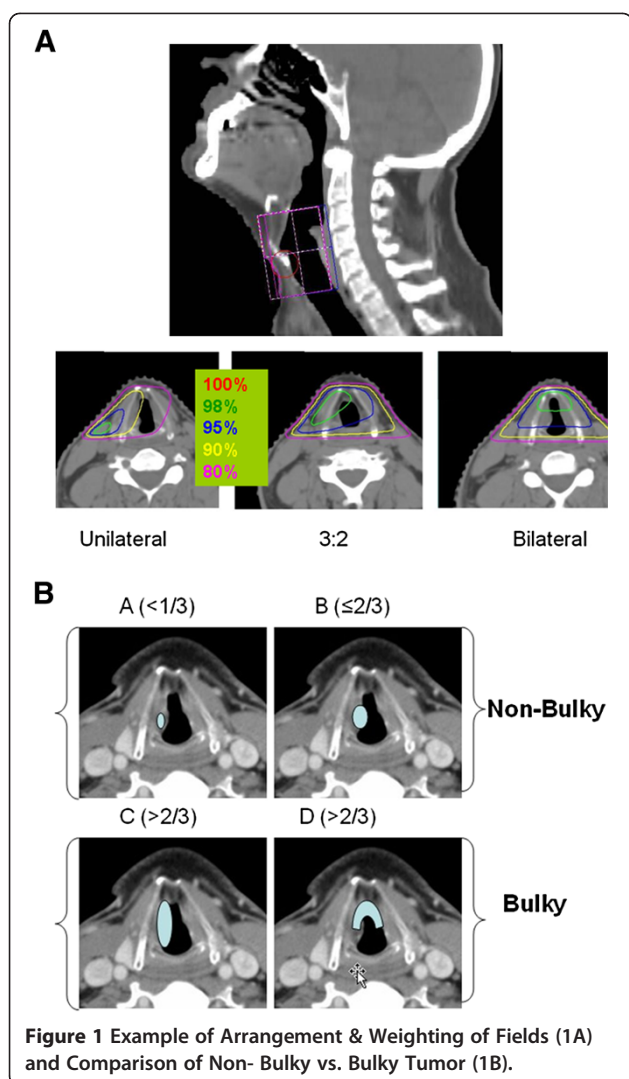 A
100%
98%
95%
90%
80%
Unilateral 3:2 Bilateral
B
A (<1/3) B (≤2/3)
Non-Bulky
C (>2/3) D (>2/3)
Bulky
Figure 1 Example of Arrangement & Weighting of Fields (1A)
and Comparison of Non- Bulky vs. Bulky Tumor (1B).